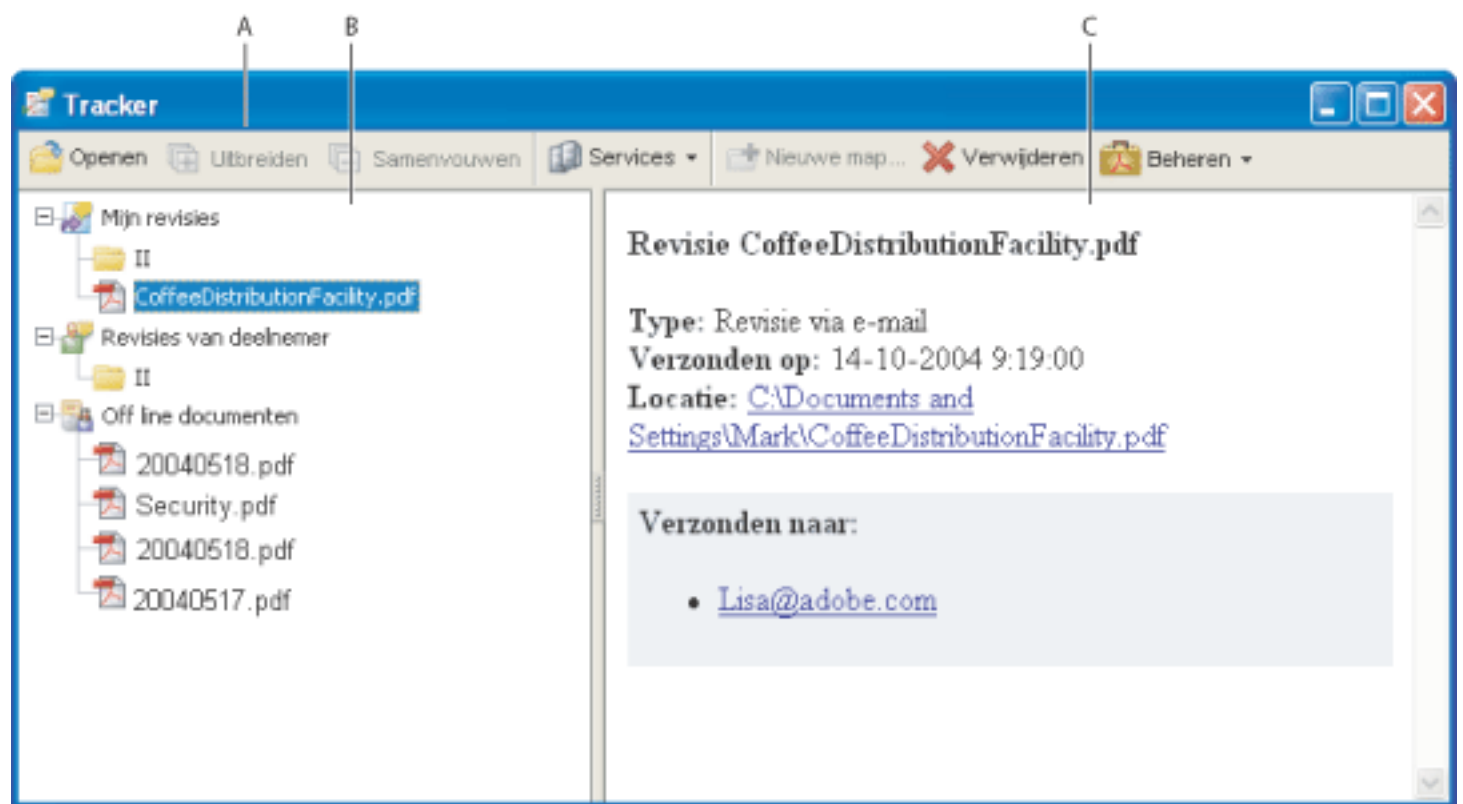 A B C
Tracker
Openen Uitbreiden Samenvouwen Services Nieuwe map... Verwijderen Beheren
Mijn revisies
II
CoffeeDistributionFacility.pdf
Revisies van deelnemer
II
Off line documenten
20040518.pdf
Security.pdf
20040518.pdf
20040517.pdf
Revisie CoffeeDistributionFacility.pdf
Type: Revisie via e-mail
Verzonden op: 14-10-2004 9:19:00
Locatie: C:\Documents and
Settings\Mark\CoffeeDistributionFacility.pdf
Verzonden naar:
• Lisa@adobe.com